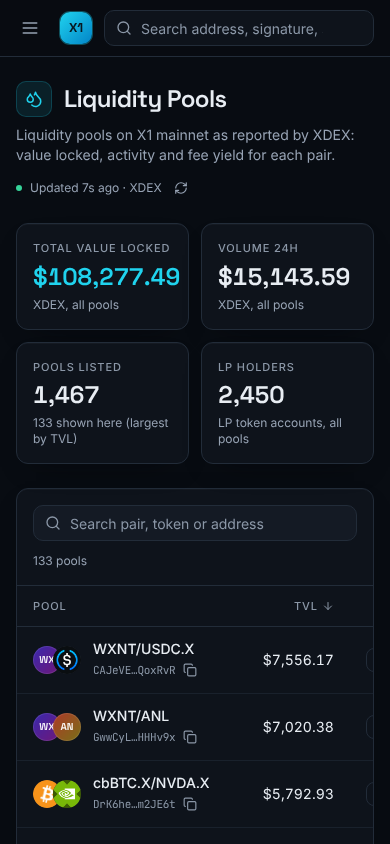 X1
Search address, signature,
Liquidity Pools
Liquidity pools on X1 mainnet as reported by XDEX:
value locked, activity and fee yield for each pair.
Updated 7s ago · XDEX
TOTAL VALUE LOCKED
$108,277.49
XDEX, all pools
VOLUME 24H
$15,143.59
XDEX, all pools
POOLS LISTED
1,467
133 shown here (largest
by TVL)
LP HOLDERS
2,450
LP token accounts, all
pools
Search pair, token or address
133 pools
POOL TVL ↓
WX
WXNT/USDC.X
$7,556.17
CAJeVE…QoxRvR
WX AN
WXNT/ANL
$7,020.38
GwwCyL…HHHv9x
cbBTC.X/NVDA.X
$5,792.93
DrK6he…m2JE6t